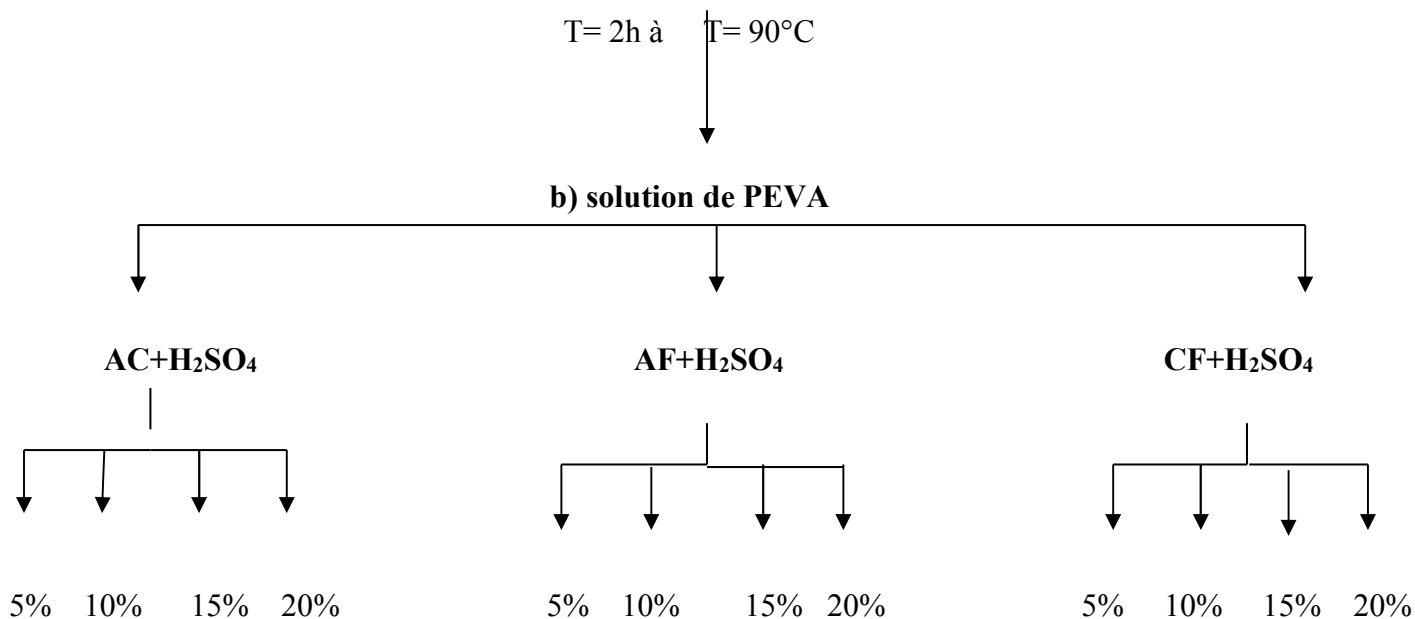 T= 2h à T= 90°C
b) solution de PEVA
AC+H₂SO₄ AF+H₂SO₄ CF+H₂SO₄
5% 10% 15% 20% 5% 10% 15% 20% 5% 10% 15% 20%